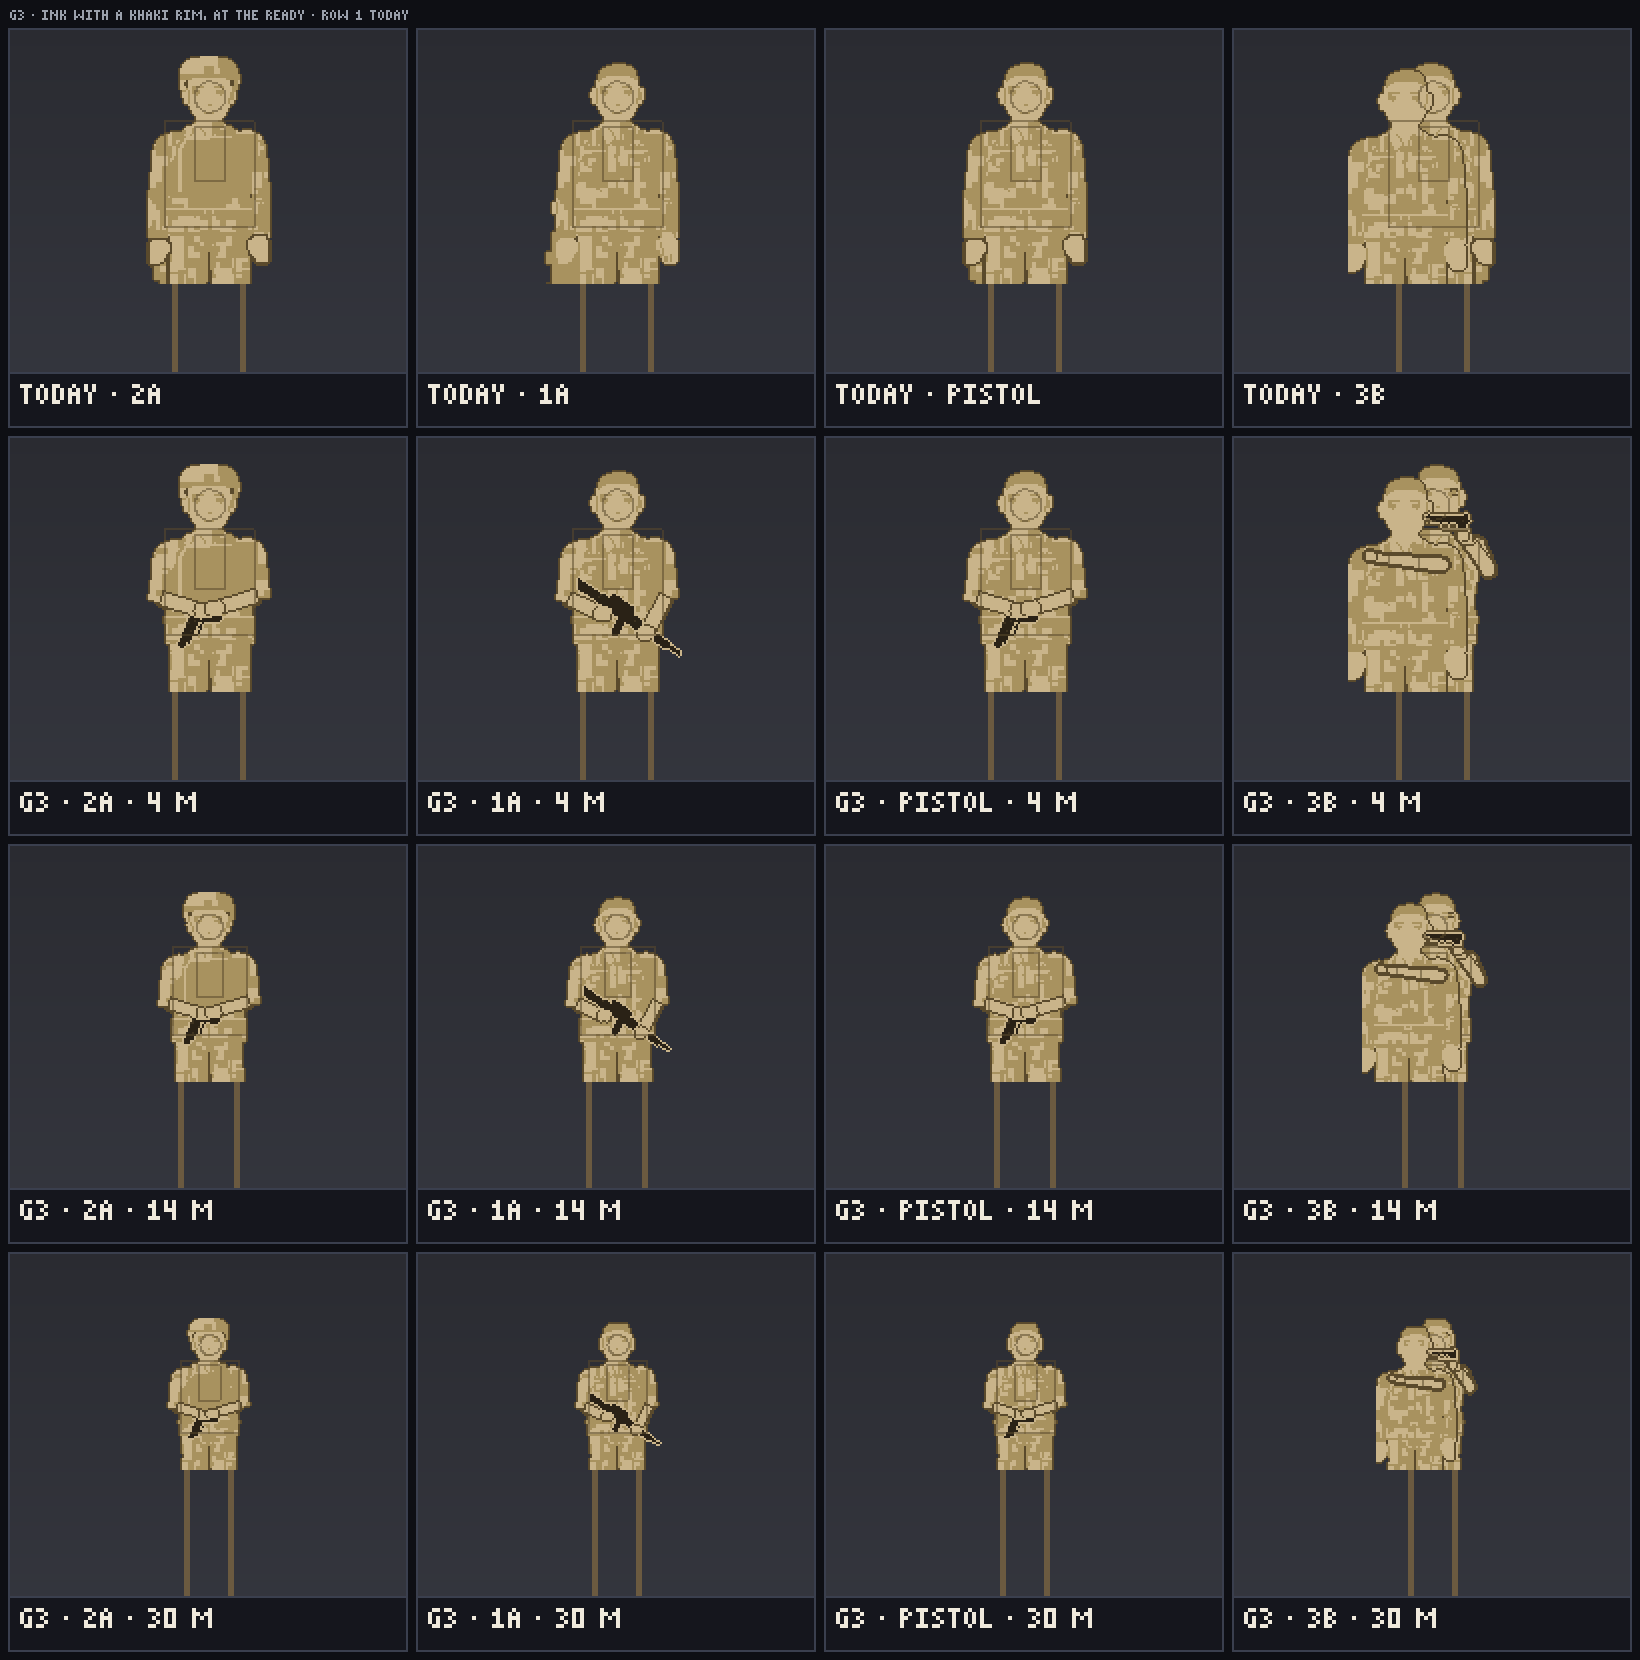 G3 · INK WITH A KHAKI RIM, AT THE READY · ROW 1 TODAY
TODAY · 2A
TODAY · 1A
TODAY · PISTOL
TODAY · 3B
G3 · 2A · 4 M
G3 · 1A · 4 M
G3 · PISTOL · 4 M
G3 · 3B · 4 M
G3 · 2A · 14 M
G3 · 1A · 14 M
G3 · PISTOL · 14 M
G3 · 3B · 14 M
G3 · 2A · 30 M
G3 · 1A · 30 M
G3 · PISTOL · 30 M
G3 · 3B · 30 M